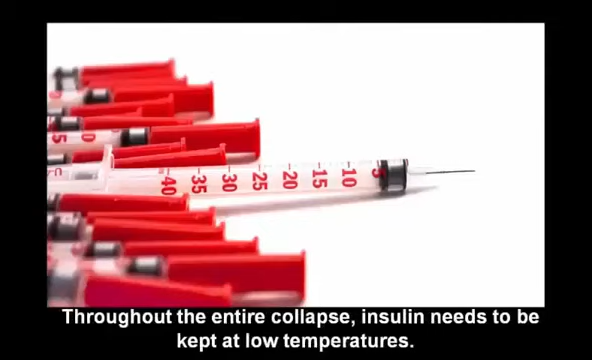 5
0
-40 -35 -30 -25 -20 -15 -10
Throughout the entire collapse, insulin needs to be
kept at low temperatures.